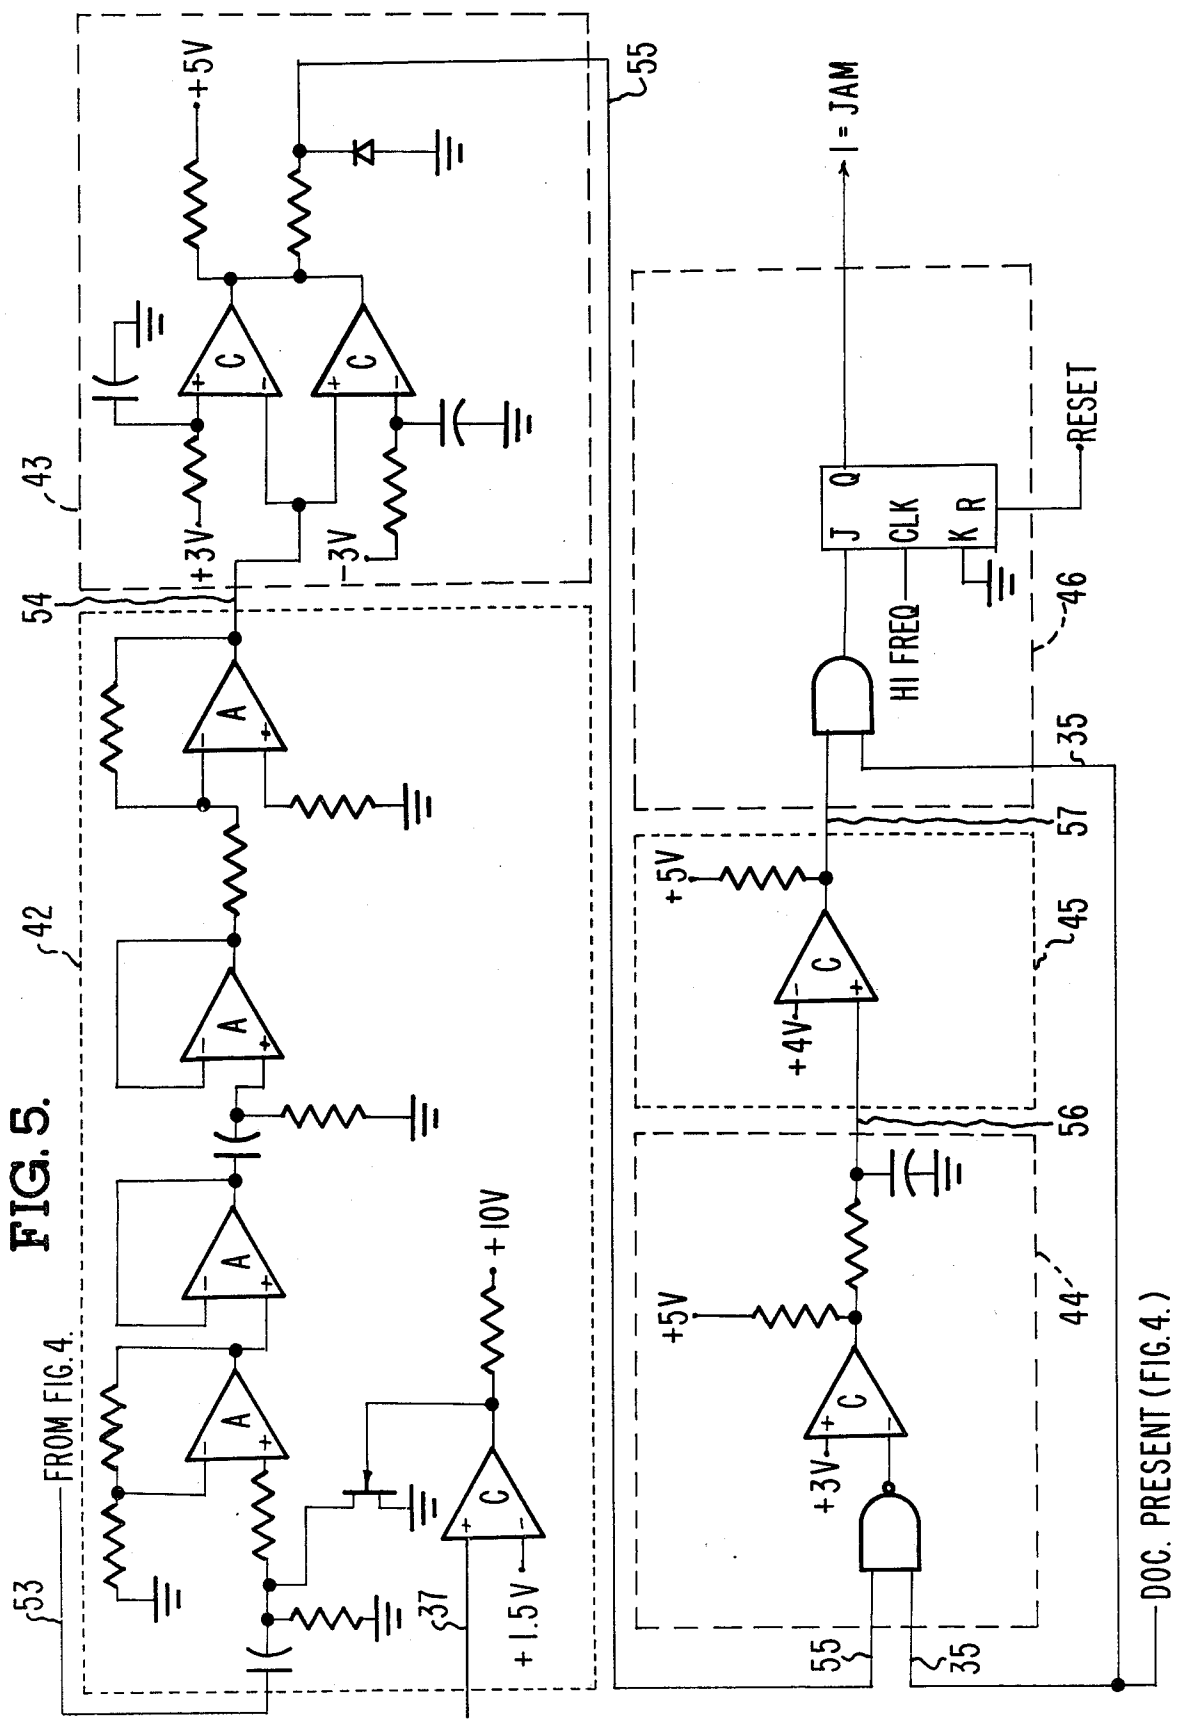 FIG. 5.
42
43
53
FROM FIG. 4.
54
A
-
+
A
-
+
A
-
+
A
-
+
37
+1.5V
C
+
-
+10V
+3V
-3V
C
+
-
C
+
-
+5V
55
55
35
+3V
C
+
-
+5V
44
56
+4V
C
-
+
+5V
45
57
35
HI FREQ
J
Q
CLK
K
R
RESET
46
1 = JAM
DOC. PRESENT (FIG. 4.)